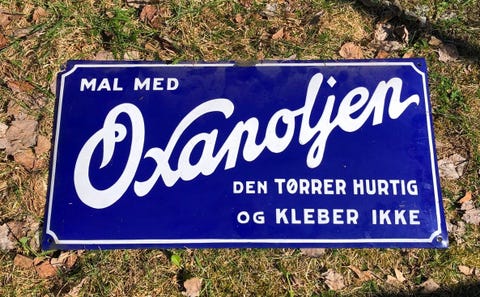 MAL MED
Oxanoljen
DEN TØRRER HURTIG
OG KLEBER IKKE